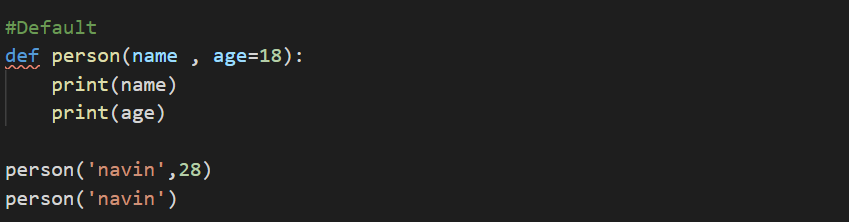 #Default
def person(name , age=18):
    print(name)
    print(age)

person('navin',28)
person('navin')